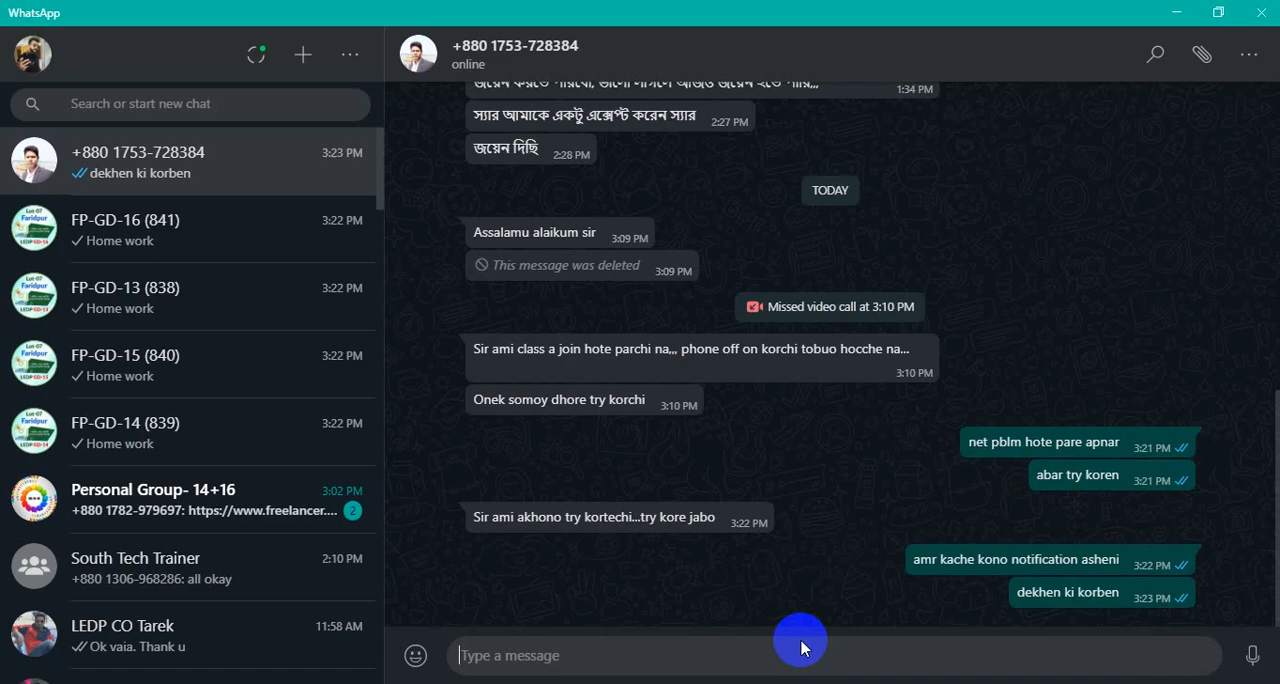 WhatsApp
Search or start new chat
+880 1753-728384
3:23 PM
dekhen ki korben
FP-GD-16 (841)
3:22 PM
Home work
FP-GD-13 (838)
3:22 PM
Home work
FP-GD-15 (840)
3:22 PM
Home work
FP-GD-14 (839)
3:22 PM
Home work
Personal Group- 14+16
3:02 PM
+880 1782-979697: https://www.freelancer....
2
South Tech Trainer
2:10 PM
+880 1306-968286: all okay
LEDP CO Tarek
11:58 AM
Ok vaia. Thank u
+880 1753-728384
online
1:34 PM
স্যার আমাকে একটু এক্সেপ্ট করেন স্যার 2:27 PM
জয়েন দিছি 2:28 PM
TODAY
Assalamu alaikum sir 3:09 PM
This message was deleted 3:09 PM
Missed video call at 3:10 PM
Sir ami class a join hote parchi na,,, phone off on korchi tobuo hocche na...
3:10 PM
Onek somoy dhore try korchi 3:10 PM
net pblm hote pare apnar 3:21 PM
abar try koren 3:21 PM
Sir ami akhono try kortechi...try kore jabo 3:22 PM
amr kache kono notification asheni 3:22 PM
dekhen ki korben 3:23 PM
Type a message